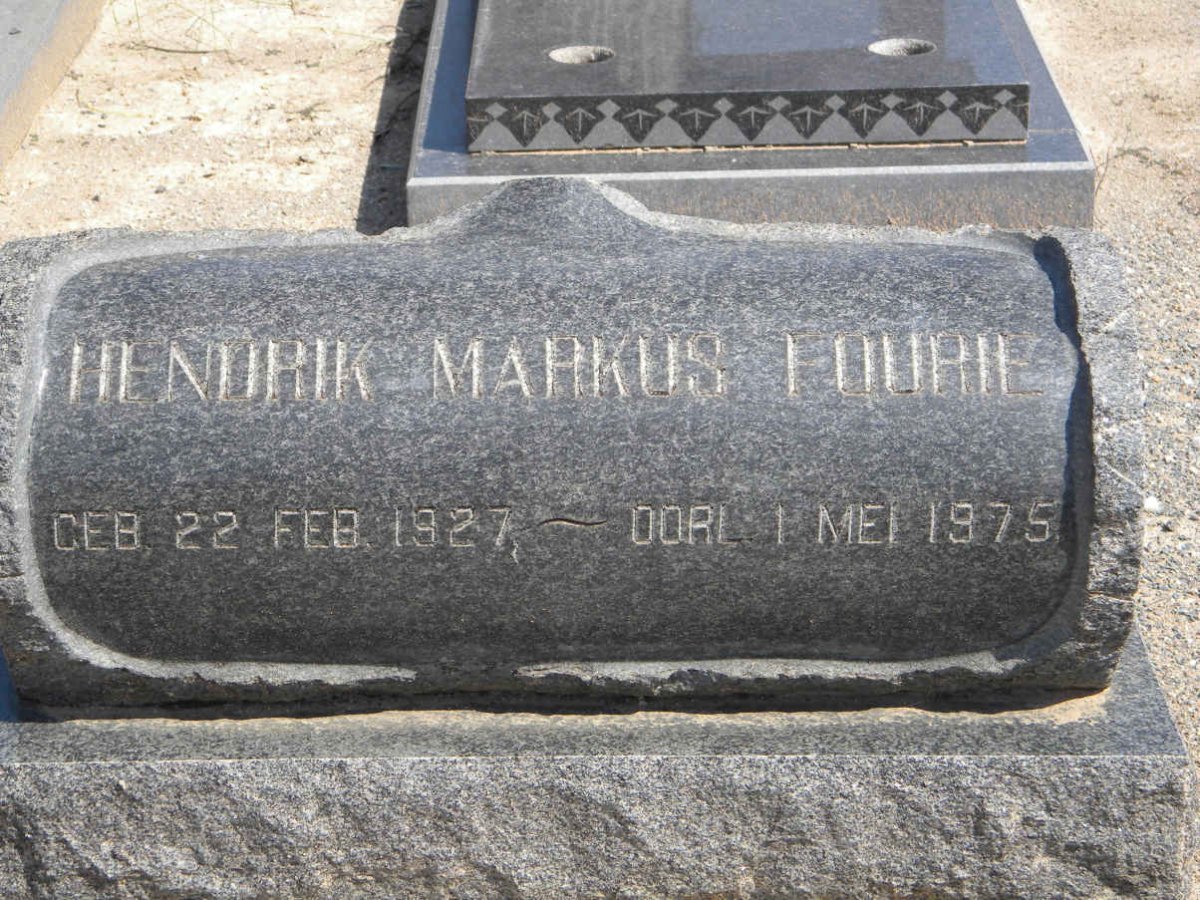 HENDRIK MARKUS FOURIE
GEB. 22 FEB. 1927 ~ OORL. 1 MEI 1975